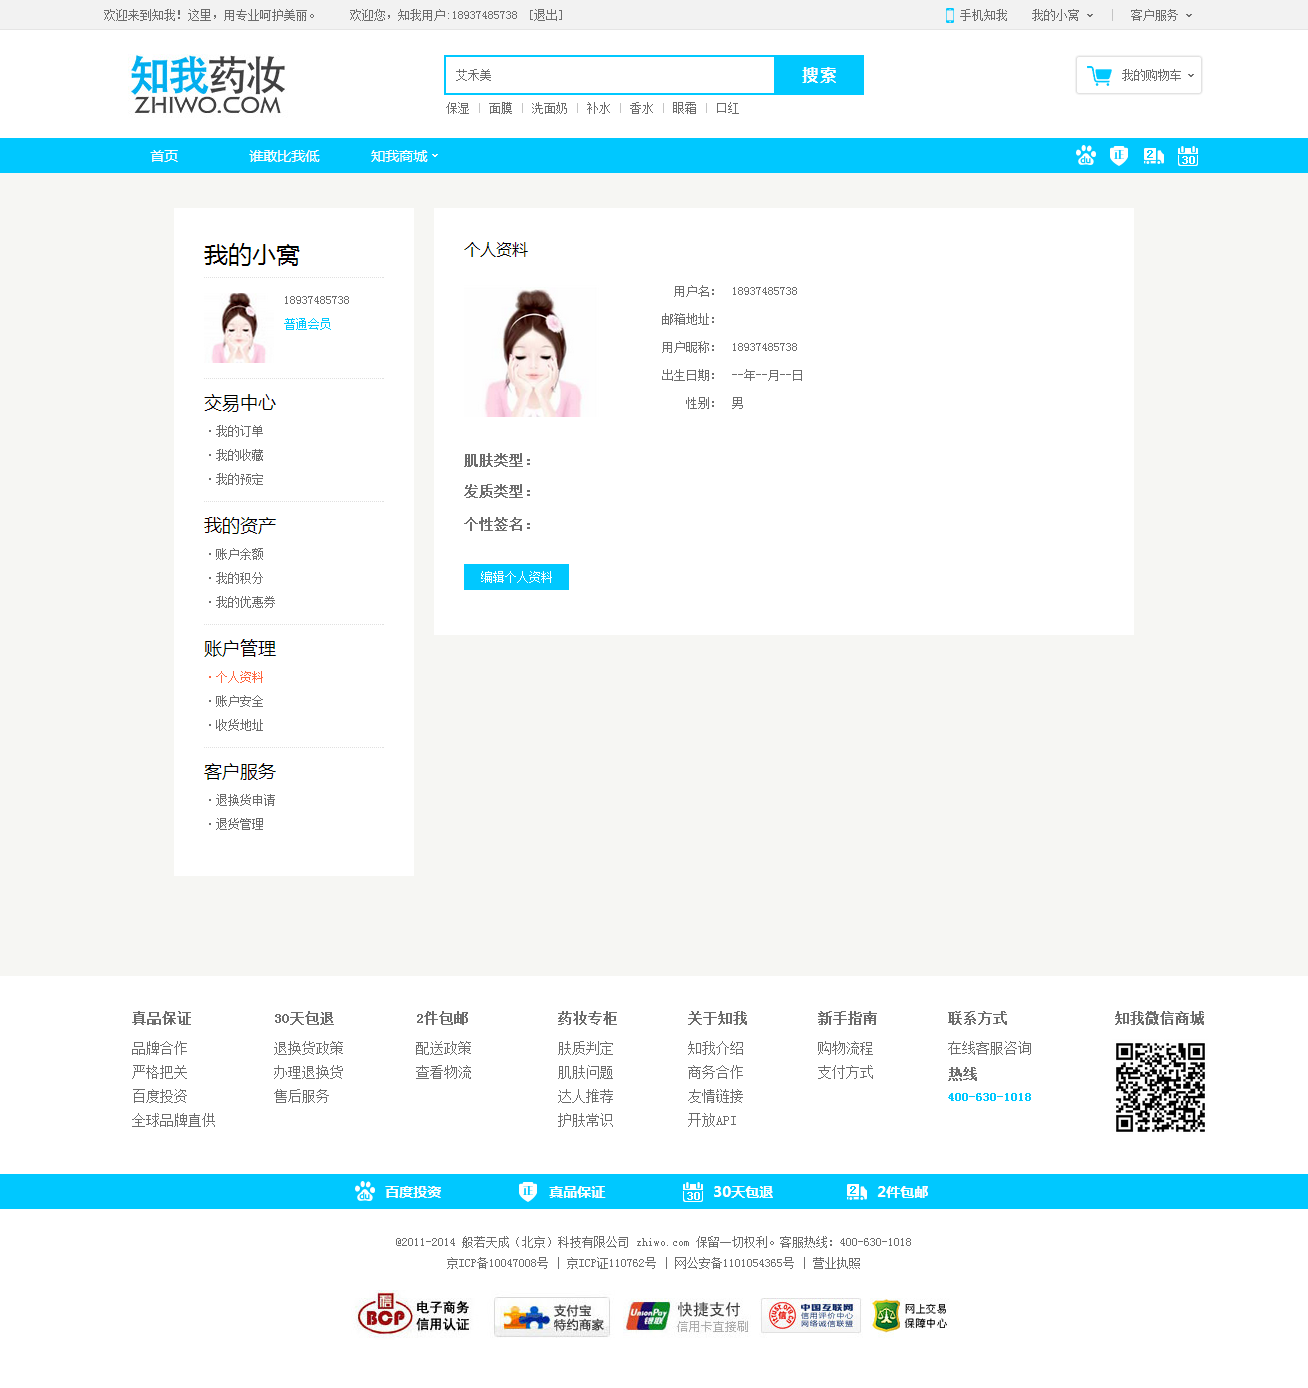 欢迎来到知我！这里，用专业呵护美丽。 欢迎您，知我用户:18937485738 [退出] 手机知我 我的小窝 客户服务
知我药妆
ZHIWO.COM
艾禾美 搜索
我的购物车
保湿 面膜 洗面奶 补水 香水 眼霜 口红
首页 谁敢比我低 知我商城
du 正 2 30
我的小窝
18937485738
普通会员
交易中心
·我的订单
·我的收藏
·我的预定
我的资产
·账户余额
·我的积分
·我的优惠券
账户管理
·个人资料
·账户安全
·收货地址
客户服务
·退换货申请
·退货管理
个人资料
用户名： 18937485738
邮箱地址：
用户昵称： 18937485738
出生日期： --年--月--日
性别： 男
肌肤类型：
发质类型：
个性签名：
编辑个人资料
真品保证
品牌合作
严格把关
百度投资
全球品牌直供
30天包退
退换货政策
办理退换货
售后服务
2件包邮
配送政策
查看物流
药妆专柜
肤质判定
肌肤问题
达人推荐
护肤常识
关于知我
知我介绍
商务合作
友情链接
开放API
新手指南
购物流程
支付方式
联系方式
在线客服咨询
热线
400-630-1018
知我微信商城
du 百度投资 正 真品保证 30 30天包退 2 2件包邮
@2011-2014 般若天成（北京）科技有限公司 zhiwo.com 保留一切权利。客服热线：400-630-1018
京ICP备10047008号 | 京ICP证110762号 | 网公安备1101054365号 | 营业执照
信 BCP 电子商务
信用认证
支付宝
特约商家
UnionPay 银联 快捷支付
信用卡直接刷
中国互联网
信用评价中心
网络诚信联盟
网上交易
保障中心